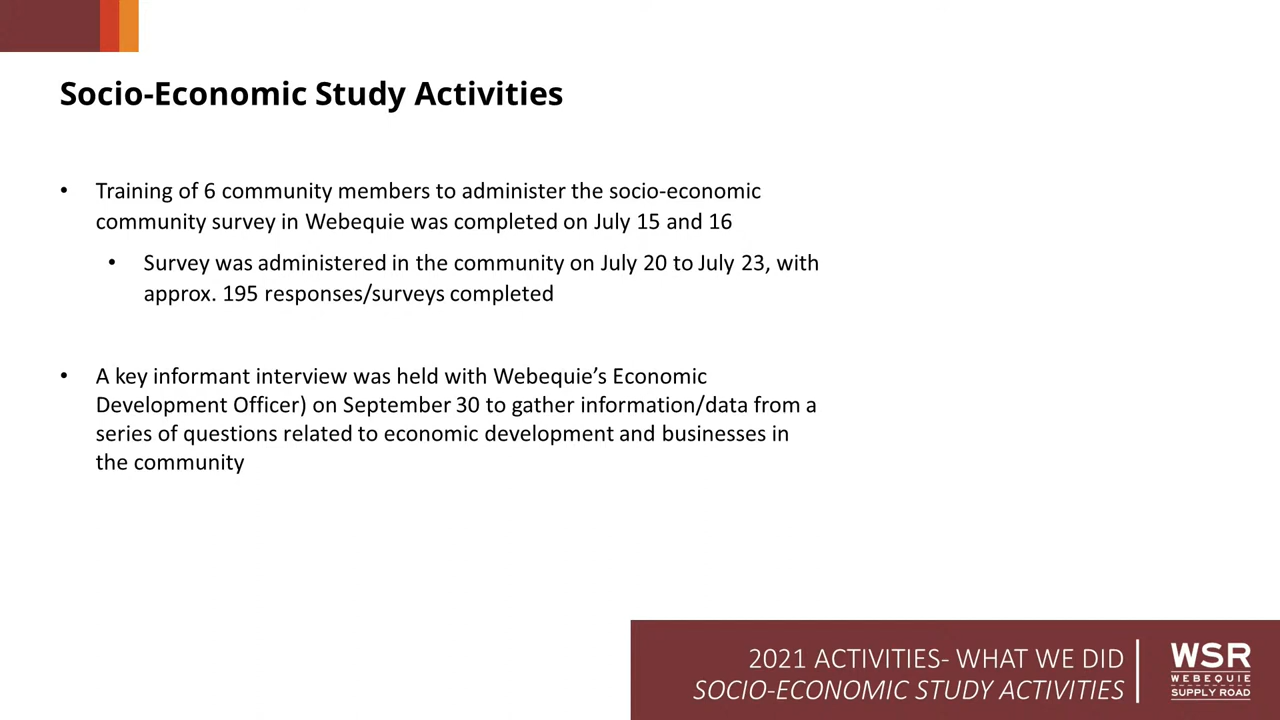 Socio-Economic Study Activities
• Training of 6 community members to administer the socio-economic
community survey in Webequie was completed on July 15 and 16
• Survey was administered in the community on July 20 to July 23, with
approx. 195 responses/surveys completed
• A key informant interview was held with Webequie’s Economic
Development Officer) on September 30 to gather information/data from a
series of questions related to economic development and businesses in
the community
2021 ACTIVITIES- WHAT WE DID
SOCIO-ECONOMIC STUDY ACTIVITIES
WSR
WEBEQUIE
SUPPLY ROAD